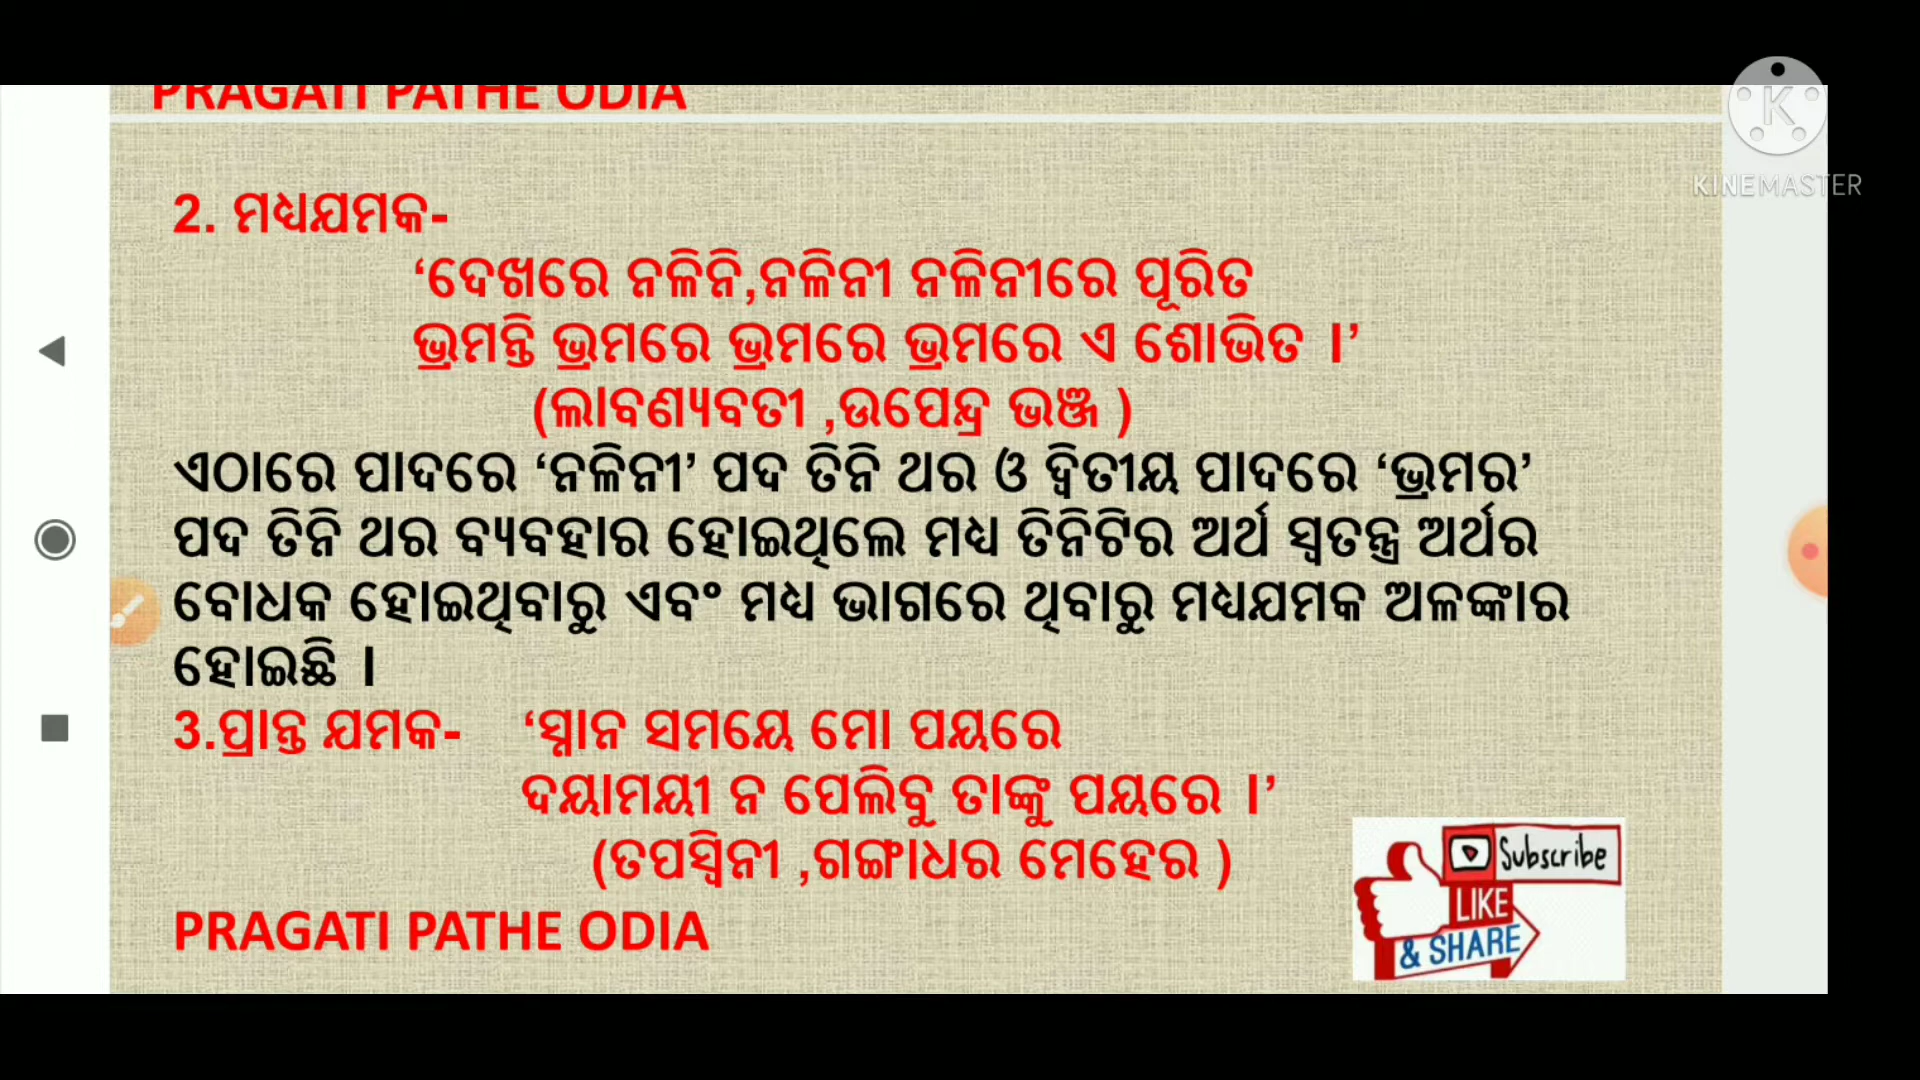 PRAGATI PATHE ODIA
KINEMASTER
2. ମଧ୍ୟଯମକ-
‘ଦେଖରେ ନଳିନି,ନଳିନୀ ନଳିନୀରେ ପୂରିତ
ଭ୍ରମନ୍ତି ଭ୍ରମରେ ଭ୍ରମରେ ଭ୍ରମରେ ଏ ଶୋଭିତ ।’
(ଲାବଣ୍ୟବତୀ ,ଉପେନ୍ଦ୍ର ଭଞ୍ଜ )
ଏଠାରେ ପାଦରେ ‘ନଳିନୀ’ ପଦ ତିନି ଥର ଓ ଦ୍ୱିତୀୟ ପାଦରେ ‘ଭ୍ରମର’
ପଦ ତିନି ଥର ବ୍ୟବହାର ହୋଇଥିଲେ ମଧ୍ୟ ତିନିଟିର ଅର୍ଥ ସ୍ୱତନ୍ତ୍ର ଅର୍ଥର
ବୋଧକ ହୋଇଥିବାରୁ ଏବଂ ମଧ୍ୟ ଭାଗରେ ଥିବାରୁ ମଧ୍ୟଯମକ ଅଳଙ୍କାର
ହୋଇଛି ।
3.ପ୍ରାନ୍ତ ଯମକ- ‘ସ୍ନାନ ସମୟେ ମୋ ପୟରେ
ଦୟାମୟୀ ନ ପେଲିବୁ ତାଙ୍କୁ ପୟରେ ।’
(ତପସ୍ୱିନୀ ,ଗଙ୍ଗାଧର ମେହେର )
PRAGATI PATHE ODIA
Subscribe
LIKE
& SHARE